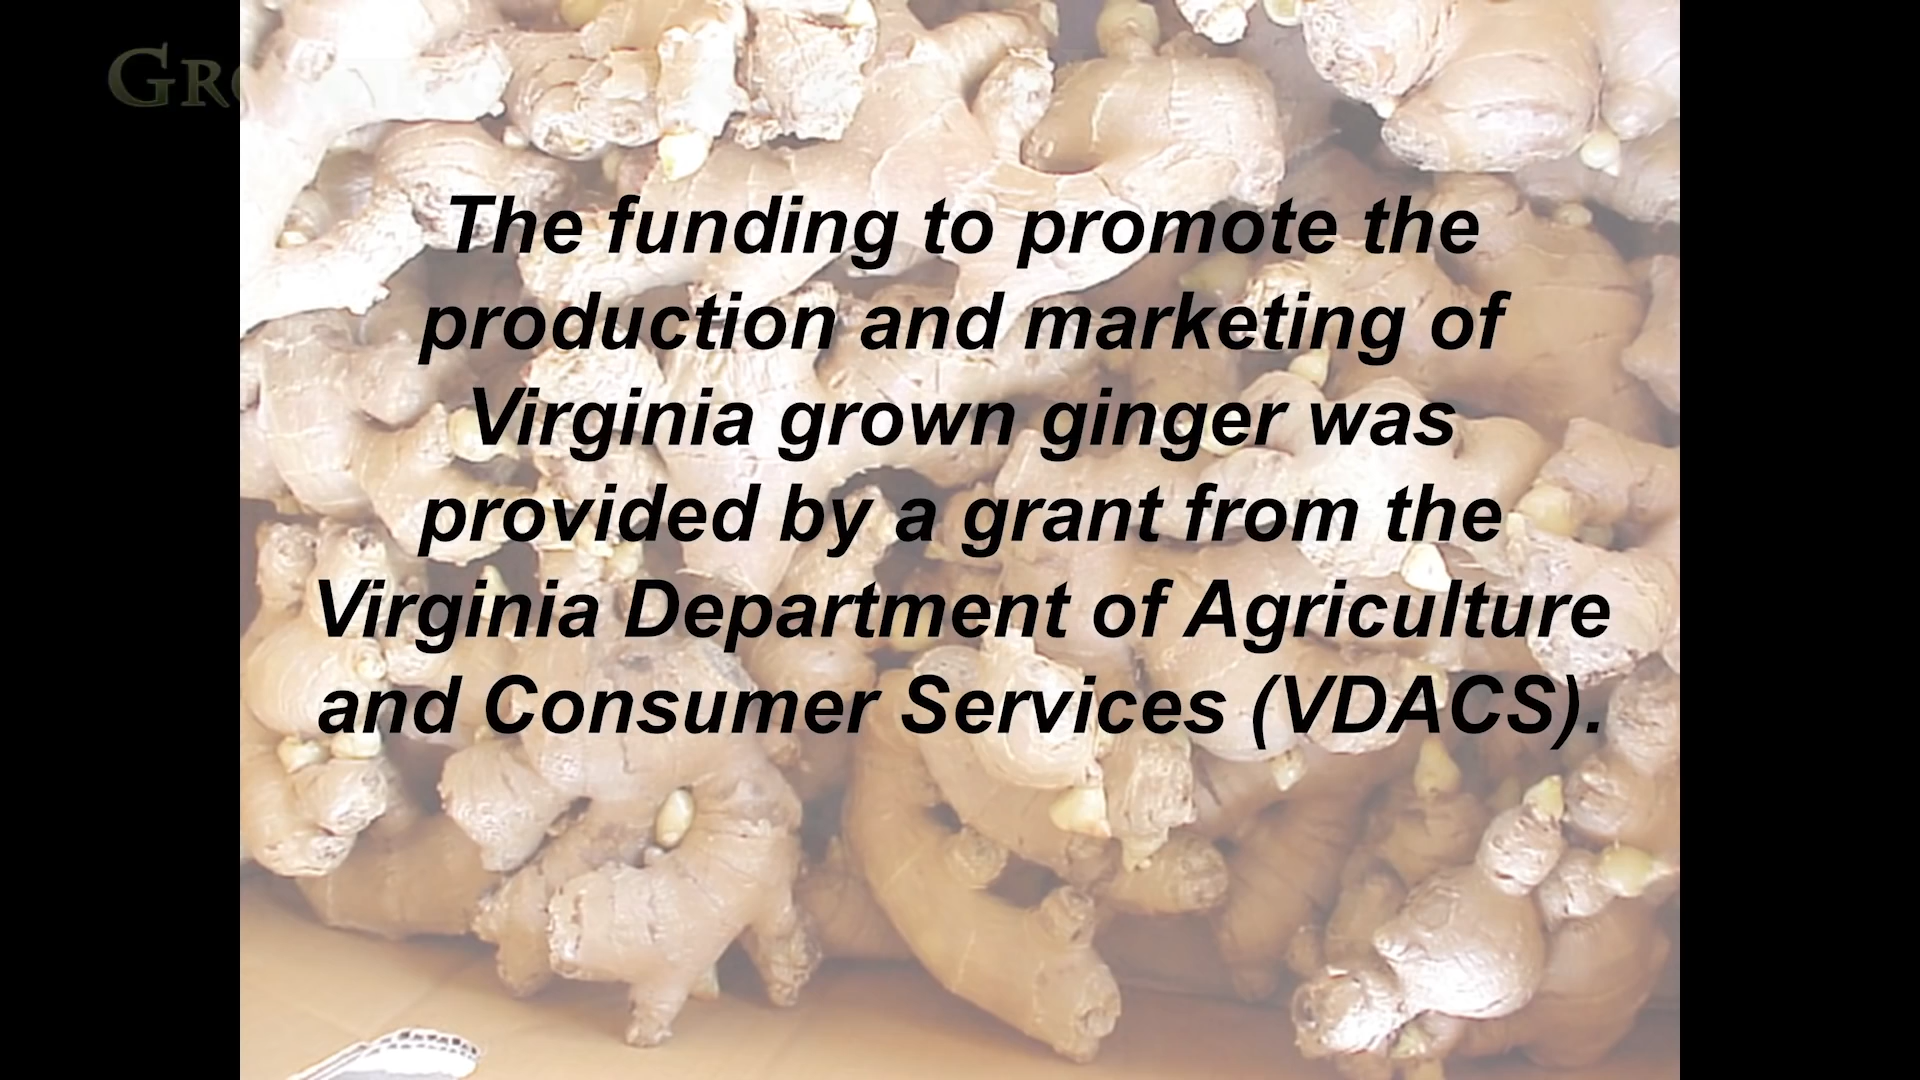 The funding to promote the
production and marketing of
Virginia grown ginger was
provided by a grant from the
Virginia Department of Agriculture
and Consumer Services (VDACS).